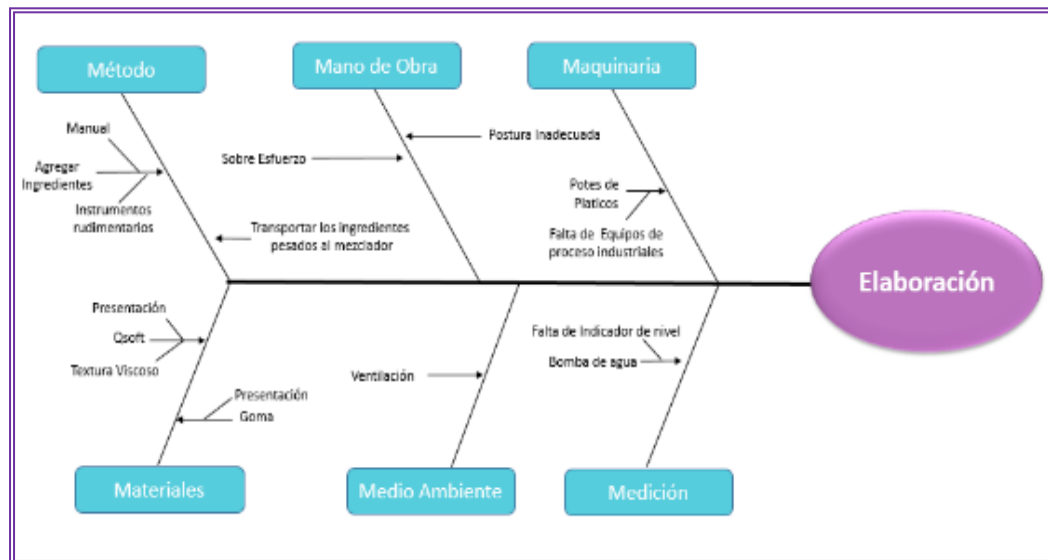 Método
Mano de Obra
Maquinaria
Manual
Agregar
Ingredientes
Instrumentos
rudimentarios
Transportar los ingredientes
pesados al mezclador
Sobre Esfuerzo
Postura Inadecuada
Potes de
Platicos
Falta de Equipos de
proceso industriales
Elaboración
Presentación
Qsoft
Textura Viscoso
Presentación
Goma
Ventilación
Falta de Indicador de nivel
Bomba de agua
Materiales
Medio Ambiente
Medición